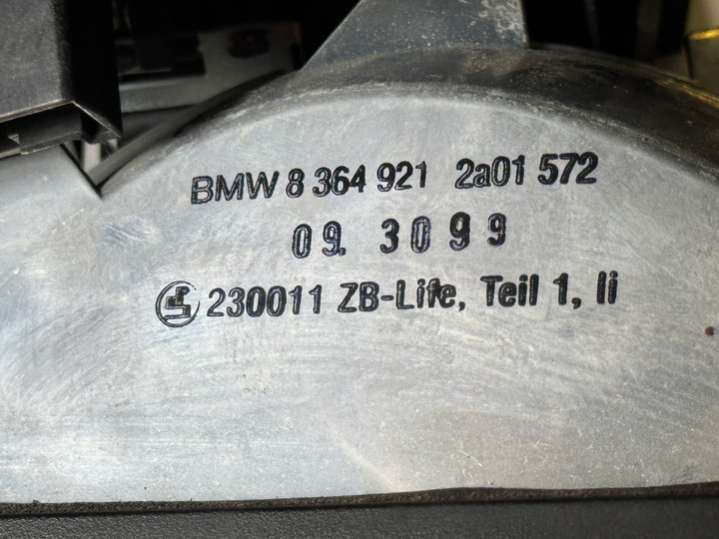 BMW 8 364 921 2a01 572
09. 3099
230011 ZB-Life, Teil 1, li